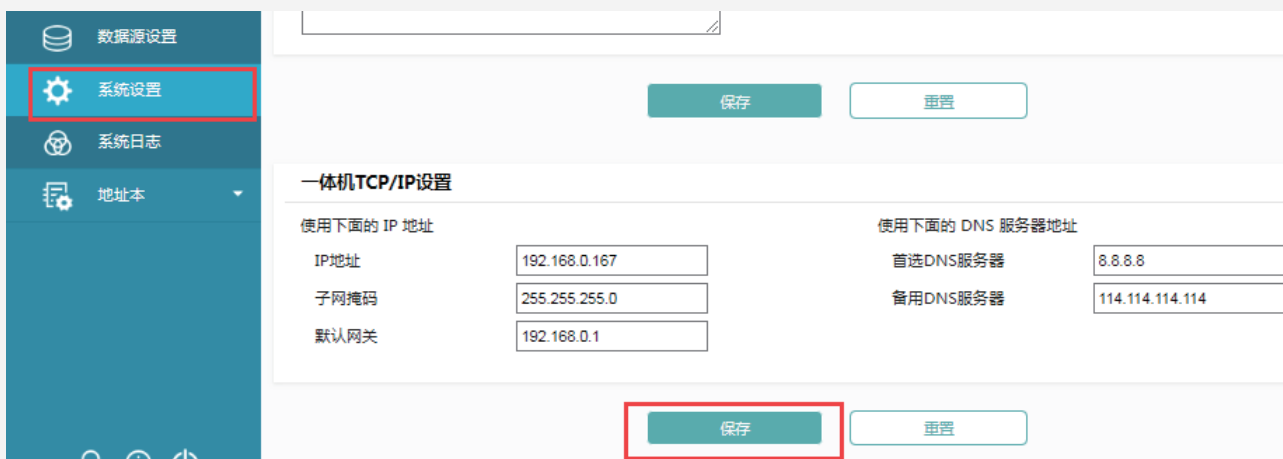 数据源设置
系统设置
系统日志
地址本
保存 重置
一体机TCP/IP设置
使用下面的 IP 地址 使用下面的 DNS 服务器地址
IP地址 192.168.0.167 首选DNS服务器 8.8.8.8
子网掩码 255.255.255.0 备用DNS服务器 114.114.114.114
默认网关 192.168.0.1
保存 重置